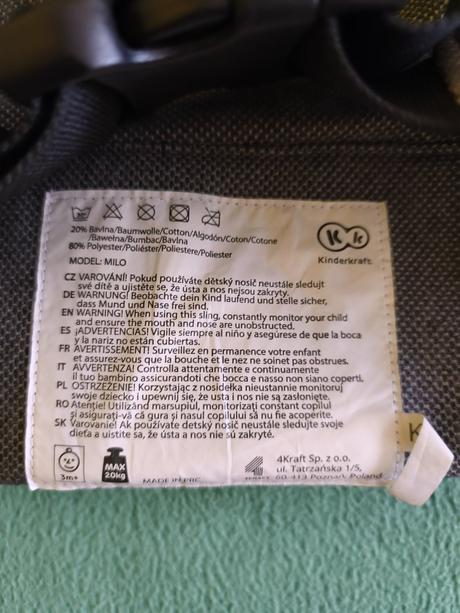 20% Bavlna/Baumwolle/Cotton/Algodón/Coton/Cotone
/Bawełna/Bumbac/Bavlna
80% Polyester/Poliéster/Poliestere/Poliester
MODEL: MILO
Kinderkraft
CZ VAROVÁNÍ! Pokud používáte dětský nosič neustále sledujt
své dítě a ujistěte se, že ústa a nos nejsou zakryty.
DE WARNUNG! Beobachte dein Kind laufend und stelle sicher,
dass Mund und Nase frei sind.
EN WARNING! When using this sling, constantly monitor your child
and ensure the mouth and nose are unobstructed.
ES ¡ADVERTENCIAS! Vigile siempre al niño y asegúrese de que la boca
y la nariz no están cubiertas.
FR AVERTISSEMENT! Surveillez en permanence votre enfant
et assurez-vous que la bouche et le nez ne soient pas obstrues.
IT AVVERTENZA! Controlla attentamente e continuamente
il tuo bambino assicurandoti che bocca e nasso non siano coperti.
PL OSTRZEŻENIE! Korzystając z nosidełka nieustannie monitoruj
swoje dziecko i upewnij się, że usta i nos nie są zasłonięte.
RO Atenție! Utilizând marsupiul, monitorizați constant copilul
și asigurați-vă că gura și nasul copilului să nu fie acoperite.
SK Varovanie! Ak používate detský nosič neustále sledujte svoje
dieťa a uistite sa, že ústa a nos nie sú zakryté.
3m+
MAX
20kg
MADE IN PRC
4Kraft Sp. z o.o.
ul. Tatrzańska 1/5,
60-413 Poznań, Poland
K